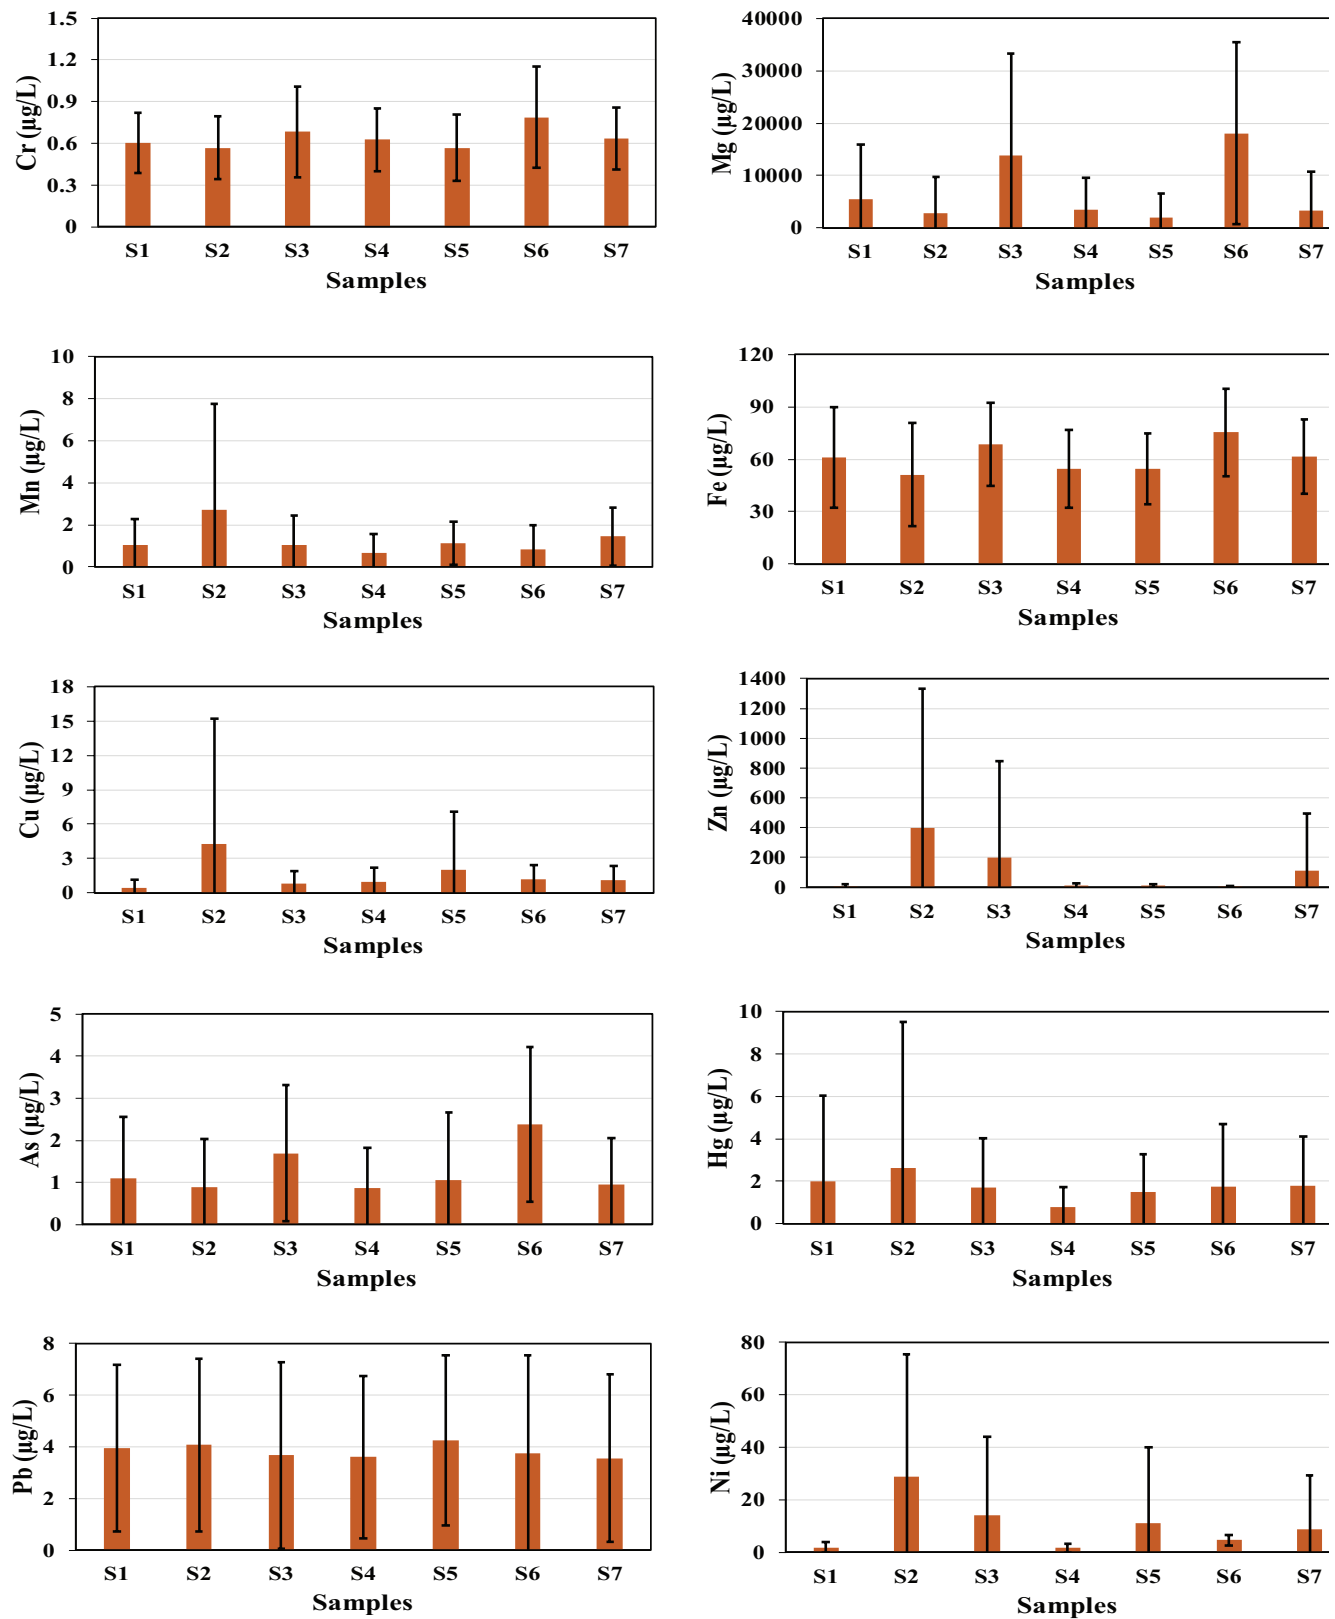 Cr (µg/L)
1.5
1.2
0.9
0.6
0.3
0
S1 S2 S3 S4 S5 S6 S7
Samples
Mg (µg/L)
40000
30000
20000
10000
0
S1 S2 S3 S4 S5 S6 S7
Samples
Mn (µg/L)
10
8
6
4
2
0
S1 S2 S3 S4 S5 S6 S7
Samples
Fe (µg/L)
120
90
60
30
0
S1 S2 S3 S4 S5 S6 S7
Samples
Cu (µg/L)
18
15
12
9
6
3
0
S1 S2 S3 S4 S5 S6 S7
Samples
Zn (µg/L)
1400
1200
1000
800
600
400
200
0
S1 S2 S3 S4 S5 S6 S7
Samples
As (µg/L)
5
4
3
2
1
0
S1 S2 S3 S4 S5 S6 S7
Samples
Hg (µg/L)
10
8
6
4
2
0
S1 S2 S3 S4 S5 S6 S7
Samples
Pb (µg/L)
8
6
4
2
0
S1 S2 S3 S4 S5 S6 S7
Samples
Ni (µg/L)
80
60
40
20
0
S1 S2 S3 S4 S5 S6 S7
Samples